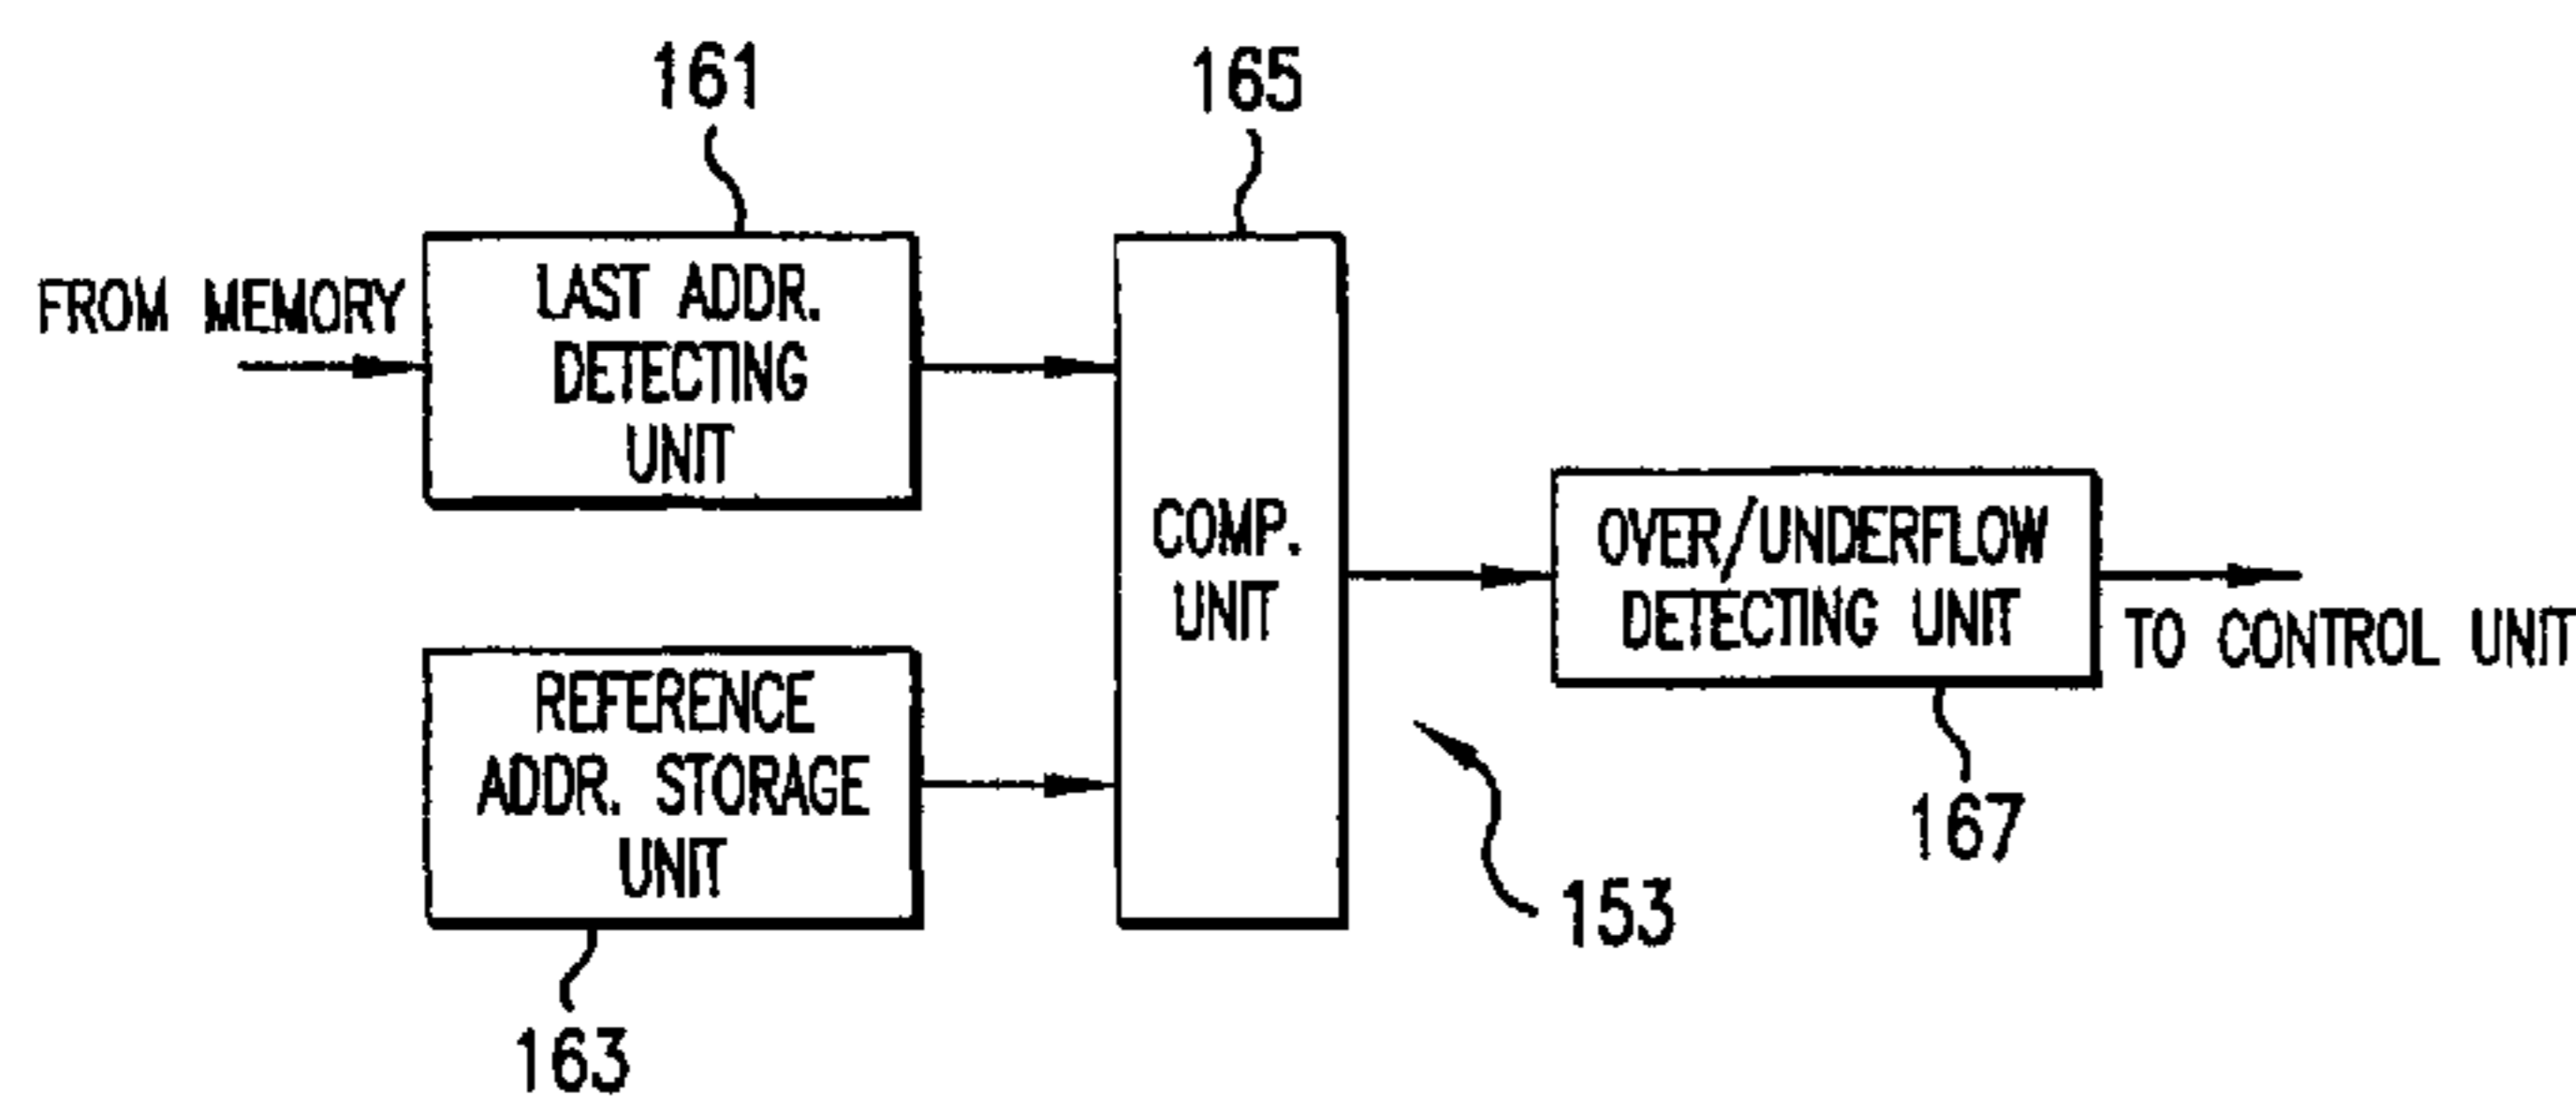 161
165
FROM MEMORY
LAST ADDR.
DETECTING
UNIT
COMP.
UNIT
OVER/UNDERFLOW
DETECTING UNIT
TO CONTROL UNIT
REFERENCE
ADDR. STORAGE
UNIT
167
153
163